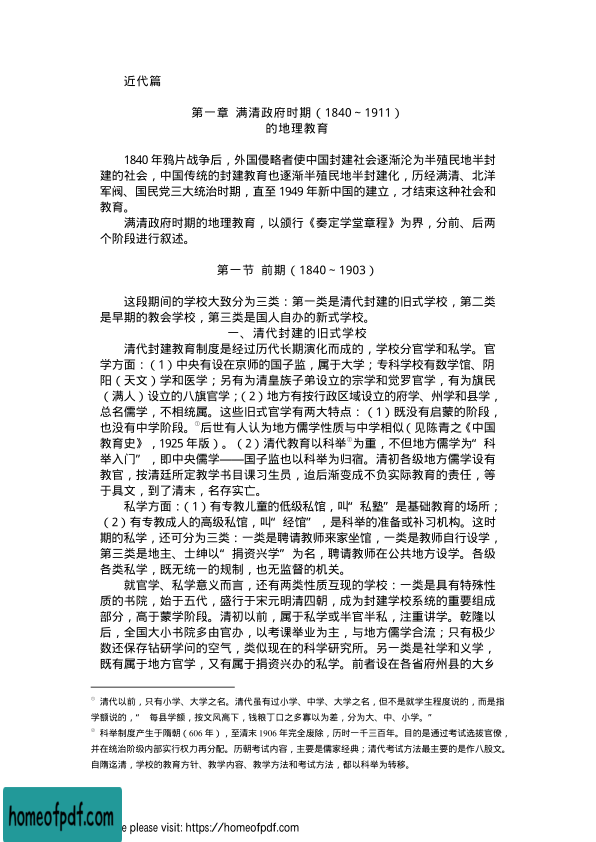 近代篇
第一章 满清政府时期（1840～1911）
的地理教育
1840 年鸦片战争后，外国侵略者使中国封建社会逐渐沦为半殖民地半封
建的社会，中国传统的封建教育也逐渐半殖民地半封建化，历经满清、北洋
军阀、国民党三大统治时期，直至 1949 年新中国的建立，才结束这种社会和
教育。
满清政府时期的地理教育，以颁行《奏定学堂章程》为界，分前、后两
个阶段进行叙述。
第一节 前期（1840～1903）
这段期间的学校大致分为三类：第一类是清代封建的旧式学校，第二类
是早期的教会学校，第三类是国人自办的新式学校。
一、清代封建的旧式学校
清代封建教育制度是经过历代长期演化而成的，学校分官学和私学。官
学方面：（1）中央有设在京师的国子监，属于大学；专科学校有数学馆、阴
阳（天文）学和医学；另有为清皇族子弟设立的宗学和觉罗官学，有为旗民
（满人）设立的八旗官学；（2）地方有按行政区域设立的府学、州学和县学，
总名儒学，不相统属。这些旧式官学有两大特点：（1）既没有启蒙的阶段，
也没有中学阶段。①后世有人认为地方儒学性质与中学相似（见陈青之《中国
教育史》，1925 年版）。（2）清代教育以科举②为重，不但地方儒学为“科
举入门”，即中央儒学——国子监也以科举为归宿。清初各级地方儒学设有
教官，按清廷所定教学书目课习生员，迨后渐变成不负实际教育的责任，等
于具文，到了清末，名存实亡。
私学方面：（1）有专教儿童的低级私馆，叫“私塾”是基础教育的场所；
（2）有专教成人的高级私馆，叫“经馆”，是科举的准备或补习机构。这时
期的私学，还可分为三类：一类是聘请教师来家坐馆，一类是教师自行设学，
第三类是地主、士绅以“捐资兴学”为名，聘请教师在公共地方设学。各级
各类私学，既无统一的规制，也无监督的机关。
就官学、私学意义而言，还有两类性质互现的学校：一类是具有特殊性
质的书院，始于五代，盛行于宋元明清四朝，成为封建学校系统的重要组成
部分，高于蒙学阶段。清初以前，属于私学或半官半私，注重讲学。乾隆以
后，全国大小书院多由官办，以考课举业为主，与地方儒学合流；只有极少
数还保存钻研学问的空气，类似现在的科学研究所。另一类是社学和义学，
既有属于地方官学，又有属于捐资兴办的私学。前者设在各省府州县的大乡
① 清代以前，只有小学、大学之名。清代虽有过小学、中学、大学之名，但不是就学生程度说的，而是指
学额说的，“ 每县学额，按文风高下，钱粮丁口之多寡以为差，分为大、中、小学。”
② 科举制度产生于隋朝（606 年），至清末 1906 年完全废除，历时一千三百年。目的是通过考试选拔官僚，
并在统治阶级内部实行权力再分配。历朝考试内容，主要是儒家经典；清代考试方法最主要的是作八股文。
自隋迄清，学校的教育方针、教学内容、教学方法和考试方法，都以科举为转移。
homeofpdf.com
e please visit: https://homeofpdf.com